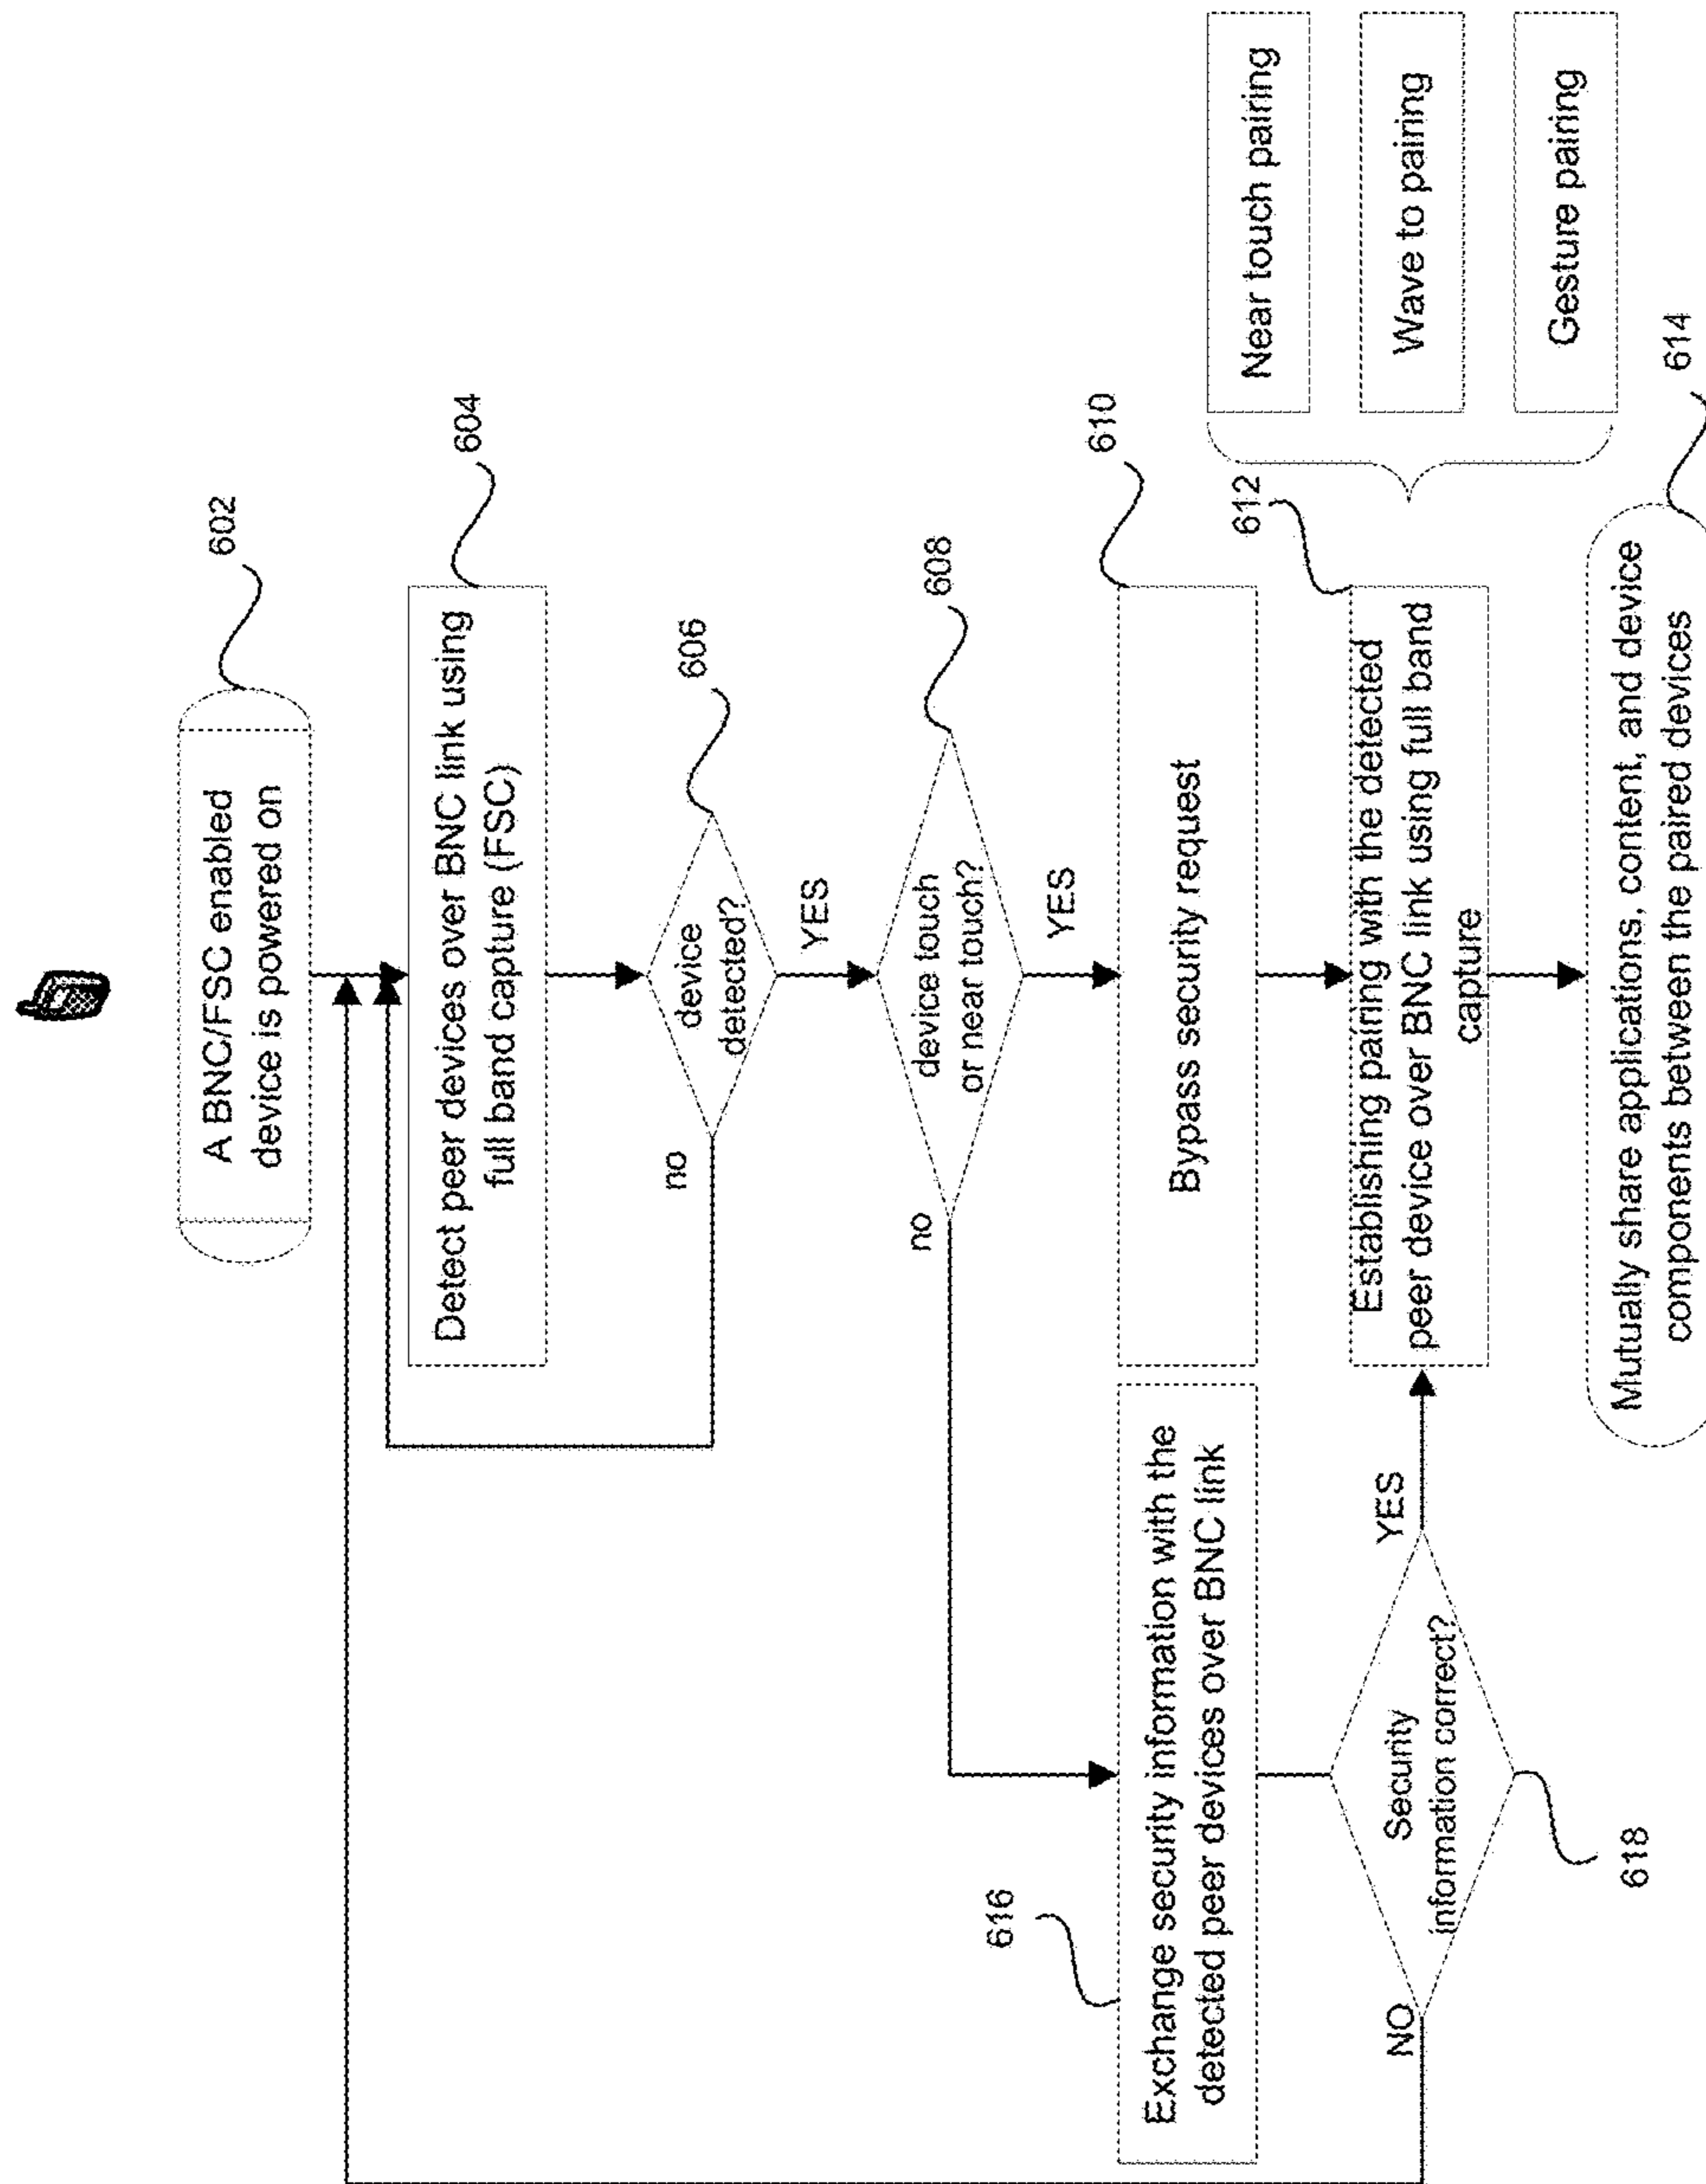 A BNC/FSC enabled
device is powered on
602
Detect peer devices over BNC link using
full band capture (FSC)
604
device
detected?
606
no
YES
device touch
or near touch?
608
no
YES
616
Exchange security information with the
detected peer devices over BNC link
Bypass security request
610
Near touch pairing
Wave to pairing
Gesture pairing
612
Establishing pairing with the detected
peer device over BNC link using full band
capture
NO
Security
information correct?
YES
618
614
Mutually share applications, content, and device
components between the paired devices